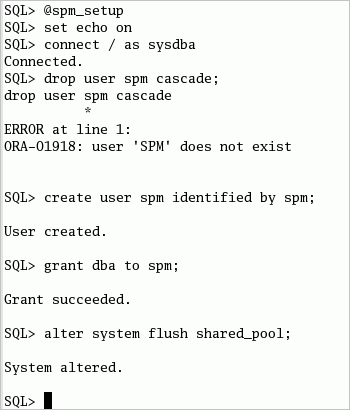 SQL> @spm_setup
SQL> set echo on
SQL> connect / as sysdba
Connected.
SQL> drop user spm cascade;
drop user spm cascade
          *
ERROR at line 1:
ORA-01918: user 'SPM' does not exist
SQL> create user spm identified by spm;
User created.
SQL> grant dba to spm;
Grant succeeded.
SQL> alter system flush shared_pool;
System altered.
SQL>